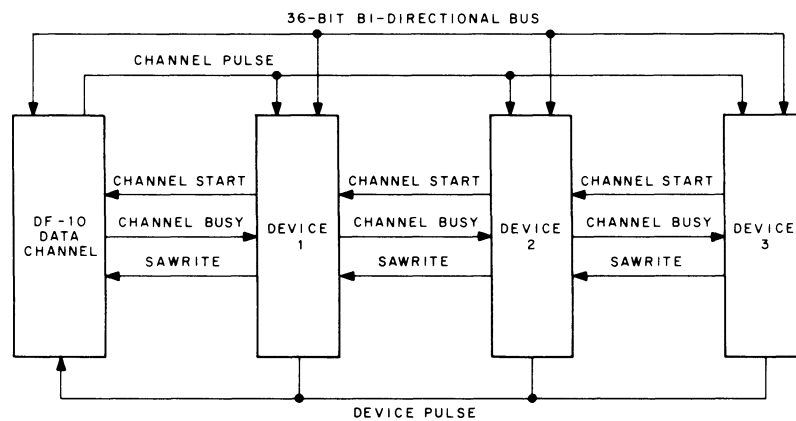 36-BIT BI-DIRECTIONAL BUS
CHANNEL PULSE
CHANNEL START
CHANNEL START
CHANNEL START
DF-10
DATA
CHANNEL
CHANNEL BUSY
DEVICE
1
CHANNEL BUSY
DEVICE
2
CHANNEL BUSY
DEVICE
3
SAWRITE
SAWRITE
SAWRITE
DEVICE PULSE